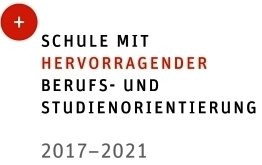 +
SCHULE MIT
HERVORRAGENDER
BERUFS- UND
STUDIENORIENTIERUNG
2017–2021